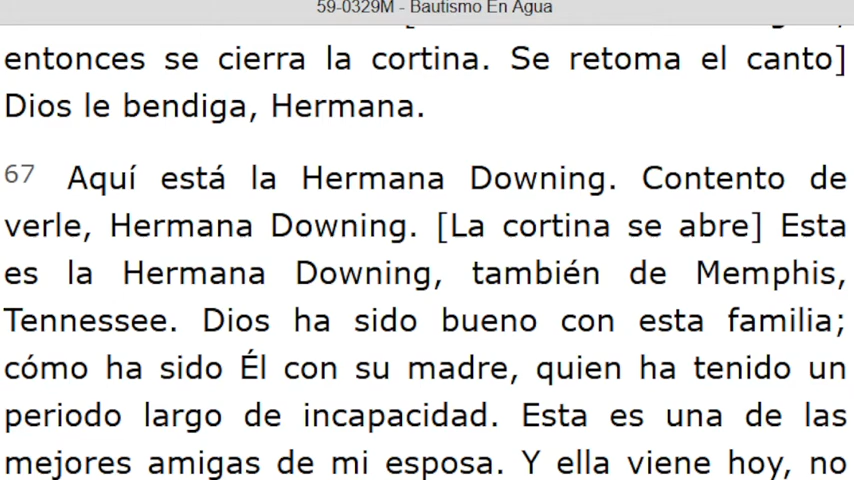 59-0329M - Bautismo En Agua
entonces se cierra la cortina. Se retoma el canto]
Dios le bendiga, Hermana.
67 Aquí está la Hermana Downing. Contento de
verle, Hermana Downing. [La cortina se abre] Esta
es la Hermana Downing, también de Memphis,
Tennessee. Dios ha sido bueno con esta familia;
cómo ha sido Él con su madre, quien ha tenido un
periodo largo de incapacidad. Esta es una de las
mejores amigas de mi esposa. Y ella viene hoy, no